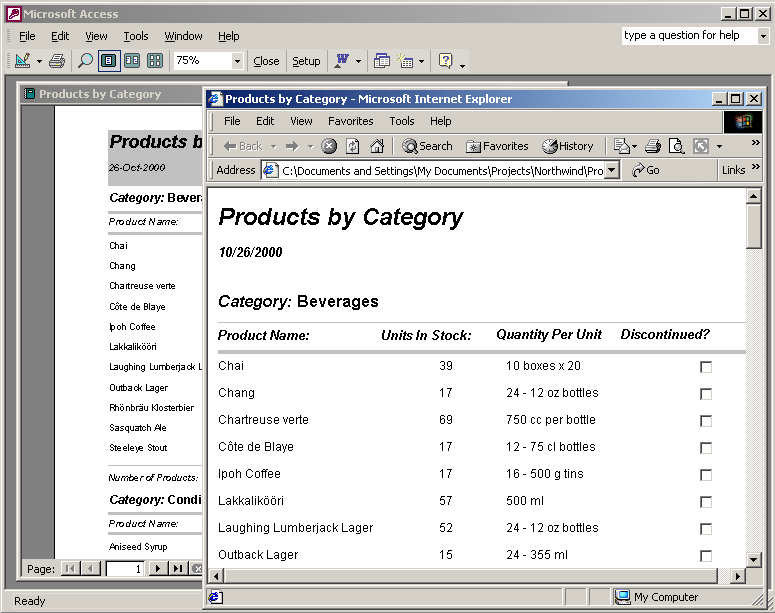 Microsoft Access
File Edit View Tools Window Help
type a question for help
75% Close Setup
Products by Category
Products b
26-Oct-2000
Category: Bever
Product Name:
Chai
Chang
Chartreuse verte
Côte de Blaye
Ipoh Coffee
Lakkalikööri
Laughing Lumberjack L
Outback Lager
Rhönbräu Klosterbier
Sasquatch Ale
Steeleye Stout
Number of Products:
Category: Condi
Product Name:
Aniseed Syrup
Page: 1
Ready
Products by Category - Microsoft Internet Explorer
File Edit View Favorites Tools Help
Back Search Favorites History
Address C:\Documents and Settings\My Documents\Projects\Northwind\Pro Go Links
Products by Category
10/26/2000
Category: Beverages
Product Name: Units In Stock: Quantity Per Unit Discontinued?
Chai 39 10 boxes x 20
Chang 17 24 - 12 oz bottles
Chartreuse verte 69 750 cc per bottle
Côte de Blaye 17 12 - 75 cl bottles
Ipoh Coffee 17 16 - 500 g tins
Lakkalikööri 57 500 ml
Laughing Lumberjack Lager 52 24 - 12 oz bottles
Outback Lager 15 24 - 355 ml
My Computer